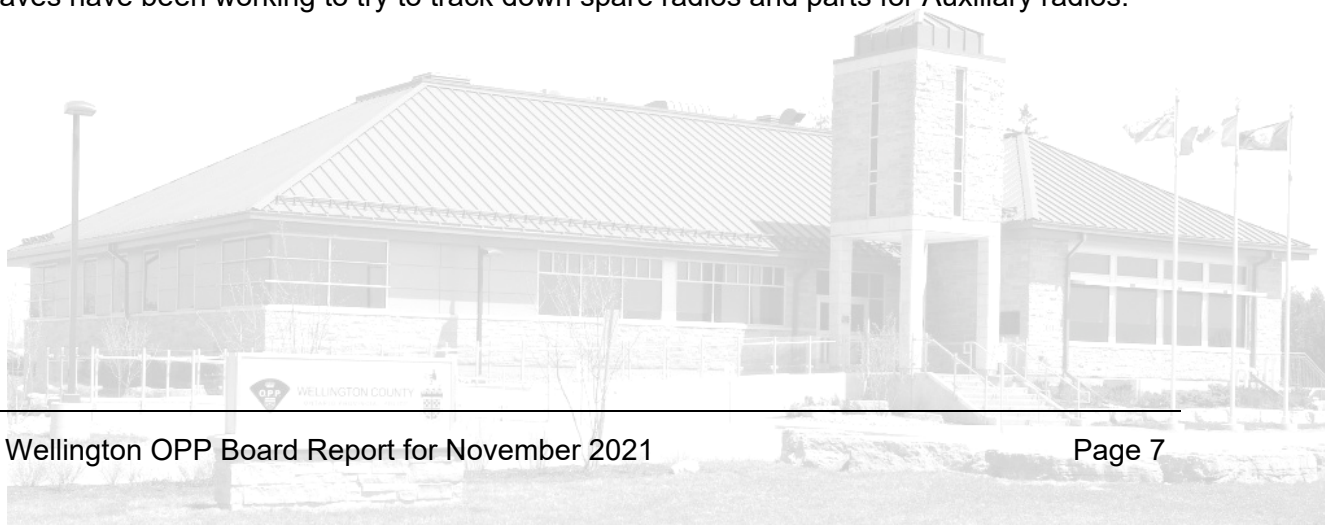 aves have been working to try to track down spare radios and parts for Auxiliary radios.
OPP WELLINGTON COUNTY
Wellington OPP Board Report for November 2021 Page 7